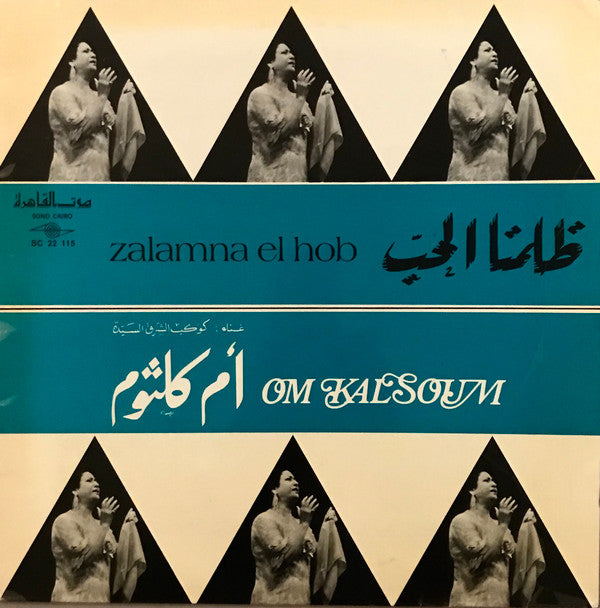 صوت القاهرة
SONO CAIRO
SC 22 115
zalamna el hob
ظلمنا الحبّ
غناء : كوكب الشرق السيدة
أم كلثوم
OM KALSOUM